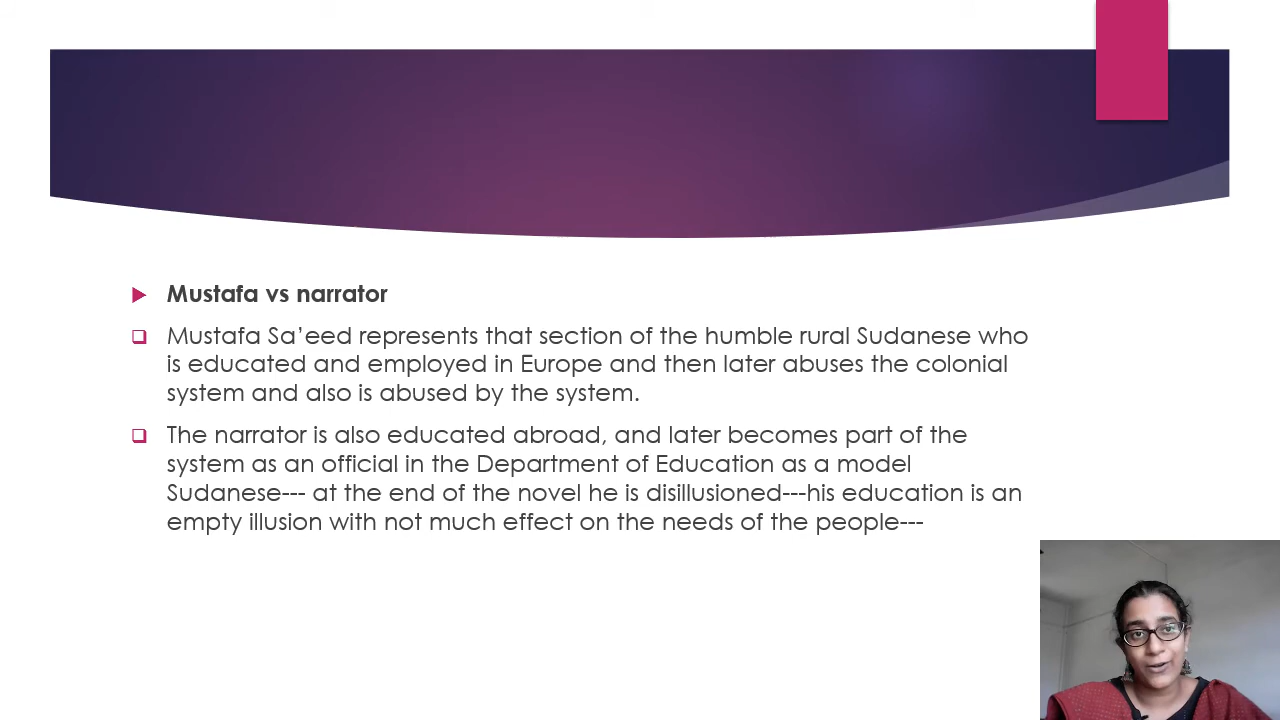 Mustafa vs narrator
Mustafa Sa’eed represents that section of the humble rural Sudanese who
is educated and employed in Europe and then later abuses the colonial
system and also is abused by the system.
The narrator is also educated abroad, and later becomes part of the
system as an official in the Department of Education as a model
Sudanese--- at the end of the novel he is disillusioned---his education is an
empty illusion with not much effect on the needs of the people---